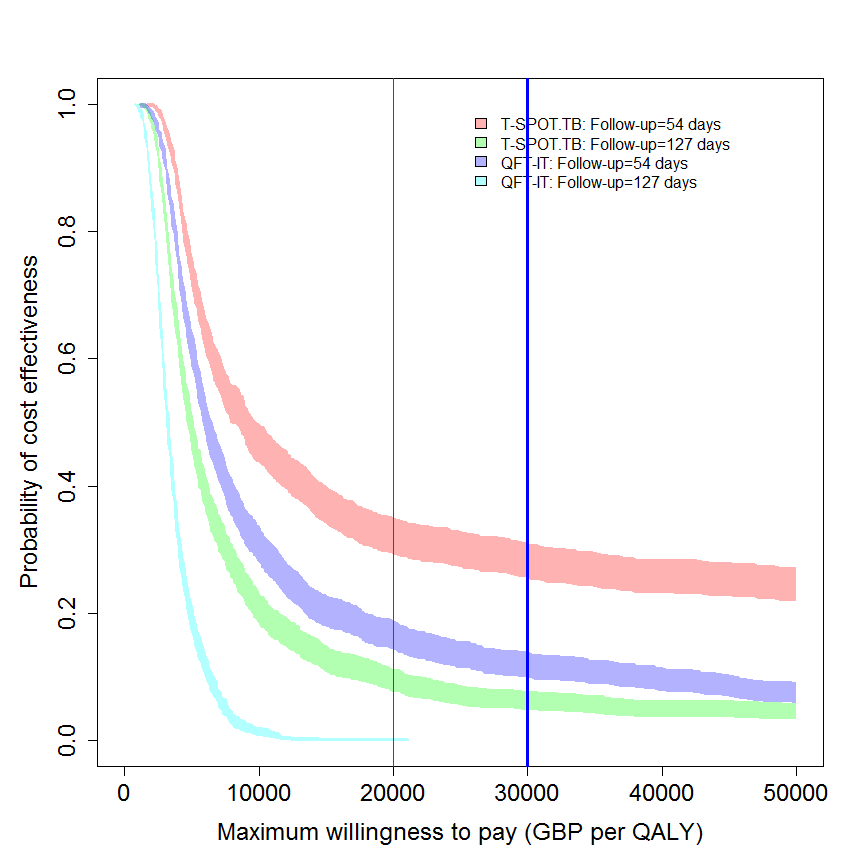 T-SPOT.TB: Follow-up=54 days
T-SPOT.TB: Follow-up=127 days
QFT-IT: Follow-up=54 days
QFT-IT: Follow-up=127 days
Probability of cost effectiveness
1.0
0.8
0.6
0.4
0.2
0.0
0 10000 20000 30000 40000 50000
Maximum willingness to pay (GBP per QALY)